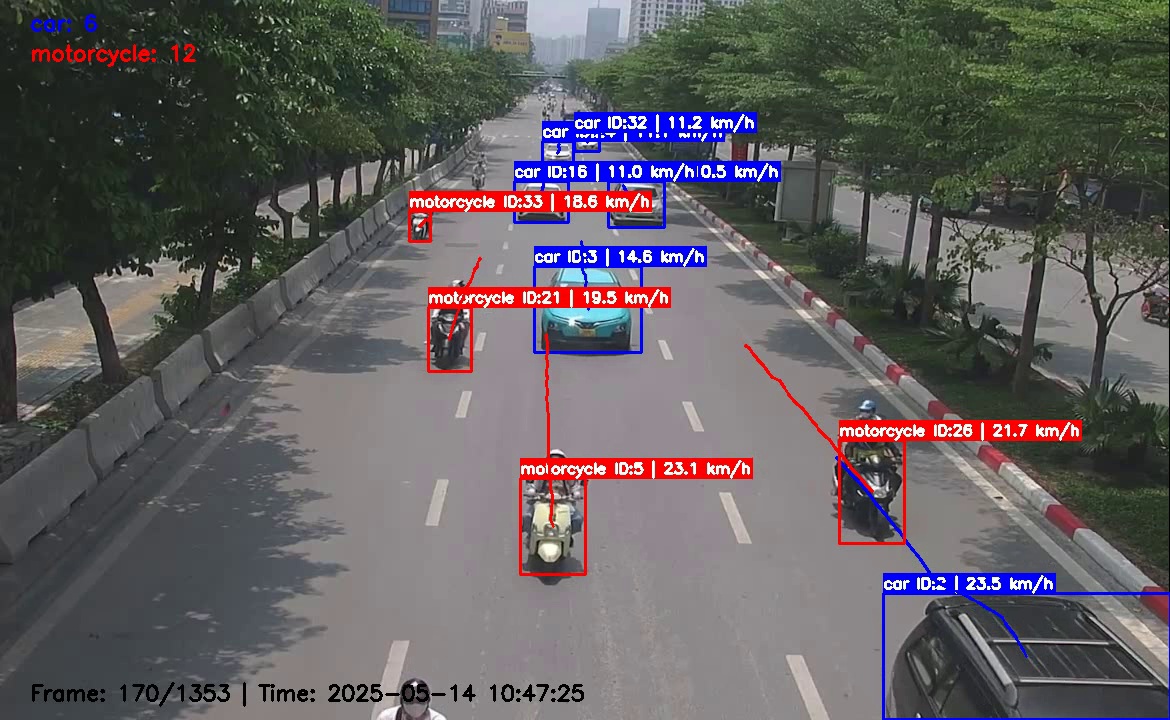 car: 6
motorcycle: 12
car ID:32 | 11.2 km/h
car
car ID:16 | 11.0 km/h
0.5 km/h
motorcycle ID:33 | 18.6 km/h
car ID:3 | 14.6 km/h
motorcycle ID:21 | 19.5 km/h
motorcycle ID:26 | 21.7 km/h
motorcycle ID:5 | 23.1 km/h
car ID:2 | 23.5 km/h
Frame: 170/1353 | Time: 2025-05-14 10:47:25